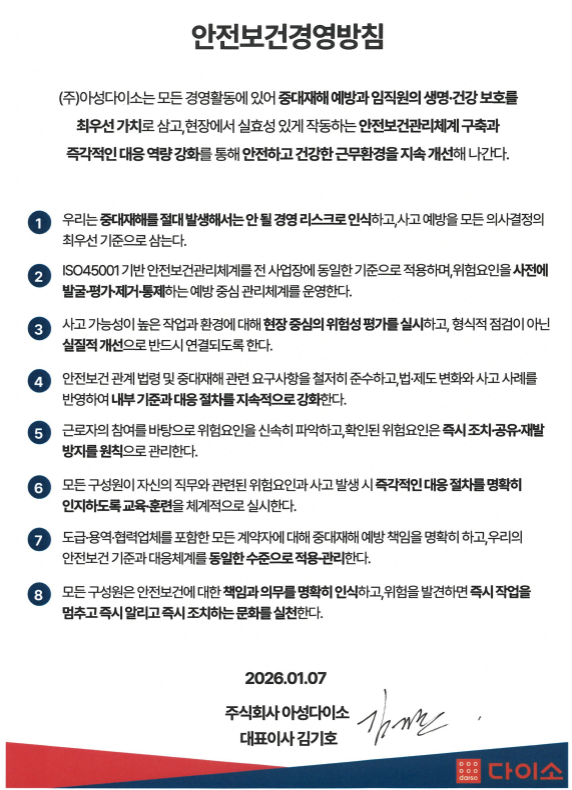 안전보건경영방침
(주)아성다이소는 모든 경영활동에 있어 중대재해 예방과 임직원의 생명·건강 보호를
최우선 가치로 삼고,현장에서 실효성 있게 작동하는 안전보건관리체계 구축과
즉각적인 대응 역량 강화를 통해 안전하고 건강한 근무환경을 지속 개선해 나간다.
1 우리는 중대재해를 절대 발생해서는 안 될 경영 리스크로 인식하고,사고 예방을 모든 의사결정의
최우선 기준으로 삼는다.
2 ISO45001 기반 안전보건관리체계를 전 사업장에 동일한 기준으로 적용하며,위험요인을 사전에
발굴·평가·제거·통제하는 예방 중심 관리체계를 운영한다.
3 사고 가능성이 높은 작업과 환경에 대해 현장 중심의 위험성 평가를 실시하고, 형식적 점검이 아닌
실질적 개선으로 반드시 연결되도록 한다.
4 안전보건 관계 법령 및 중대재해 관련 요구사항을 철저히 준수하고,법·제도 변화와 사고 사례를
반영하여 내부 기준과 대응 절차를 지속적으로 강화한다.
5 근로자의 참여를 바탕으로 위험요인을 신속히 파악하고,확인된 위험요인은 즉시 조치·공유·재발
방지를 원칙으로 관리한다.
6 모든 구성원이 자신의 직무와 관련된 위험요인과 사고 발생 시 즉각적인 대응 절차를 명확히
인지하도록 교육·훈련을 체계적으로 실시한다.
7 도급·용역·협력업체를 포함한 모든 계약자에 대해 중대재해 예방 책임을 명확히 하고,우리의
안전보건 기준과 대응체계를 동일한 수준으로 적용·관리한다.
8 모든 구성원은 안전보건에 대한 책임과 의무를 명확히 인식하고,위험을 발견하면 즉시 작업을
멈추고 즉시 알리고 즉시 조치하는 문화를 실천한다.
2026.01.07
주식회사 아성다이소
대표이사 김기호
daiso 다이소